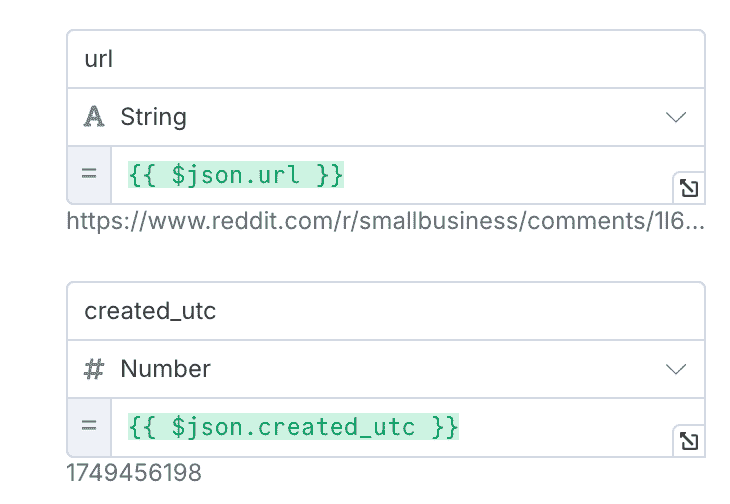 url
A String
= {{ $json.url }}
https://www.reddit.com/r/smallbusiness/comments/1l6...
created_utc
# Number
= {{ $json.created_utc }}
1749456198